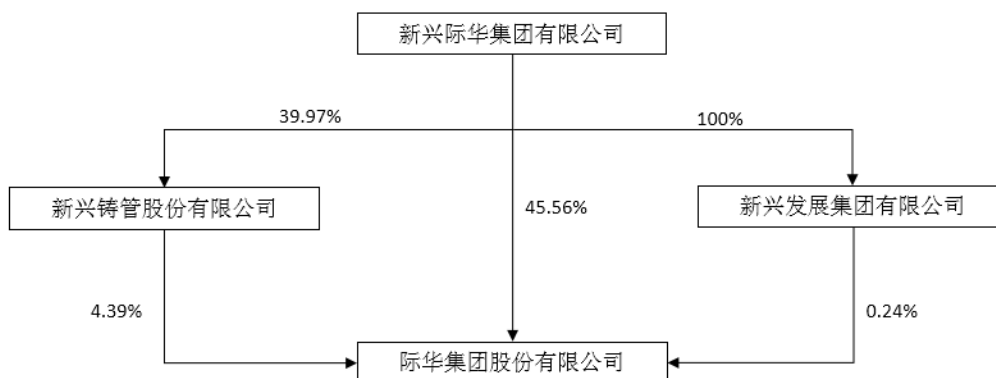 新兴际华集团有限公司
39.97%
100%
新兴铸管股份有限公司
45.56%
新兴发展集团有限公司
4.39%
0.24%
际华集团股份有限公司